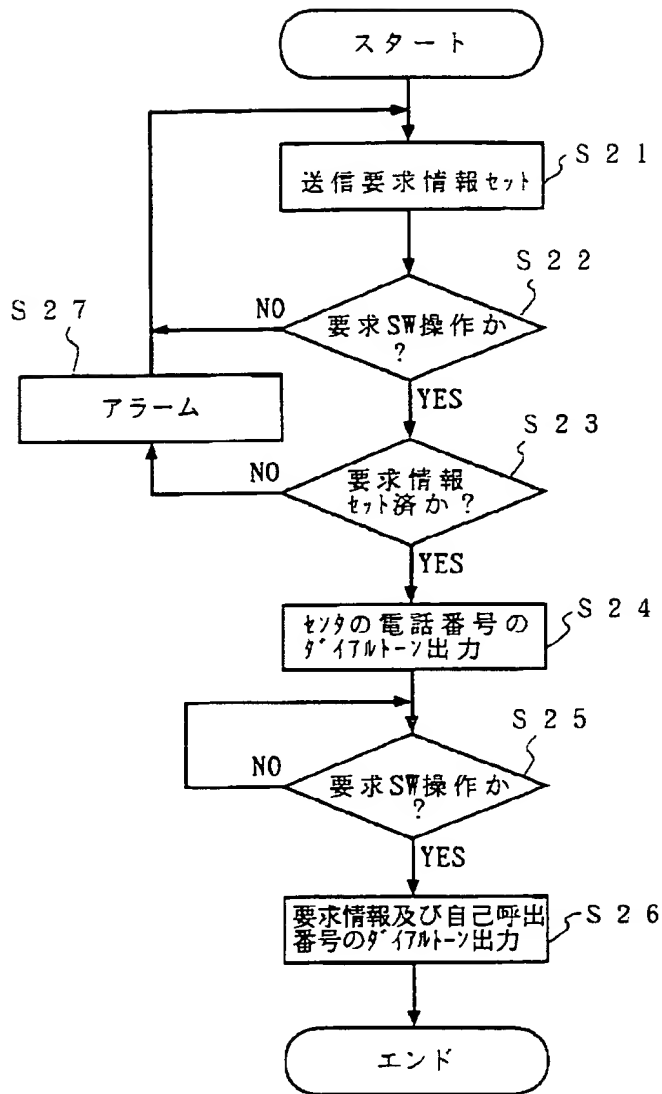 スタート
送信要求情報セット
S21
要求SW操作か
?
S22
NO
YES
S27
アラーム
要求情報
セット済か?
S23
NO
YES
センタの電話番号の
ダイアルトーン出力
S24
要求SW操作か
?
S25
NO
YES
要求情報及び自己呼出
番号のダイアルトーン出力
S26
エンド